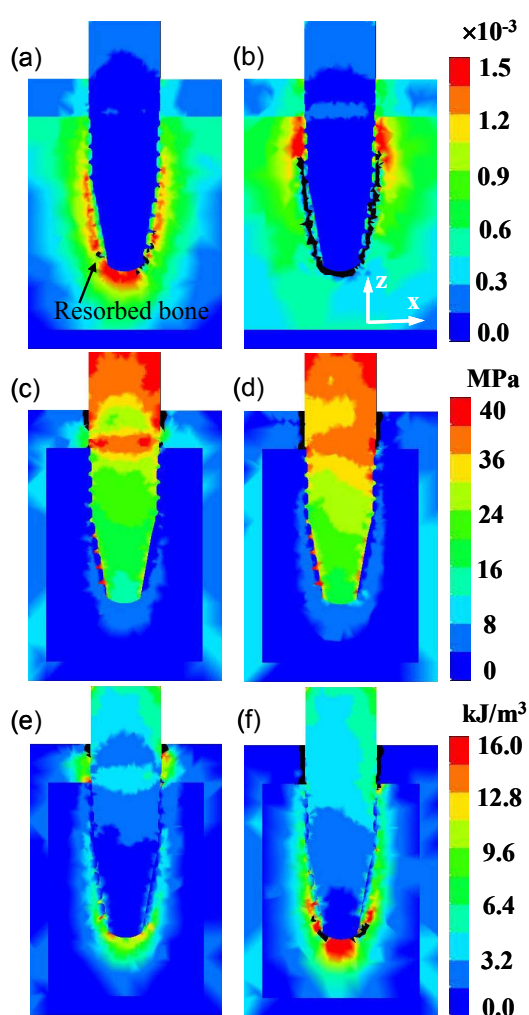 (a)
(b)
×10-3
1.5
1.2
0.9
0.6
0.3
0.0
Resorbed bone
z
x
(c)
(d)
MPa
40
36
24
16
8
0
(e)
(f)
kJ/m³
16.0
12.8
9.6
6.4
3.2
0.0